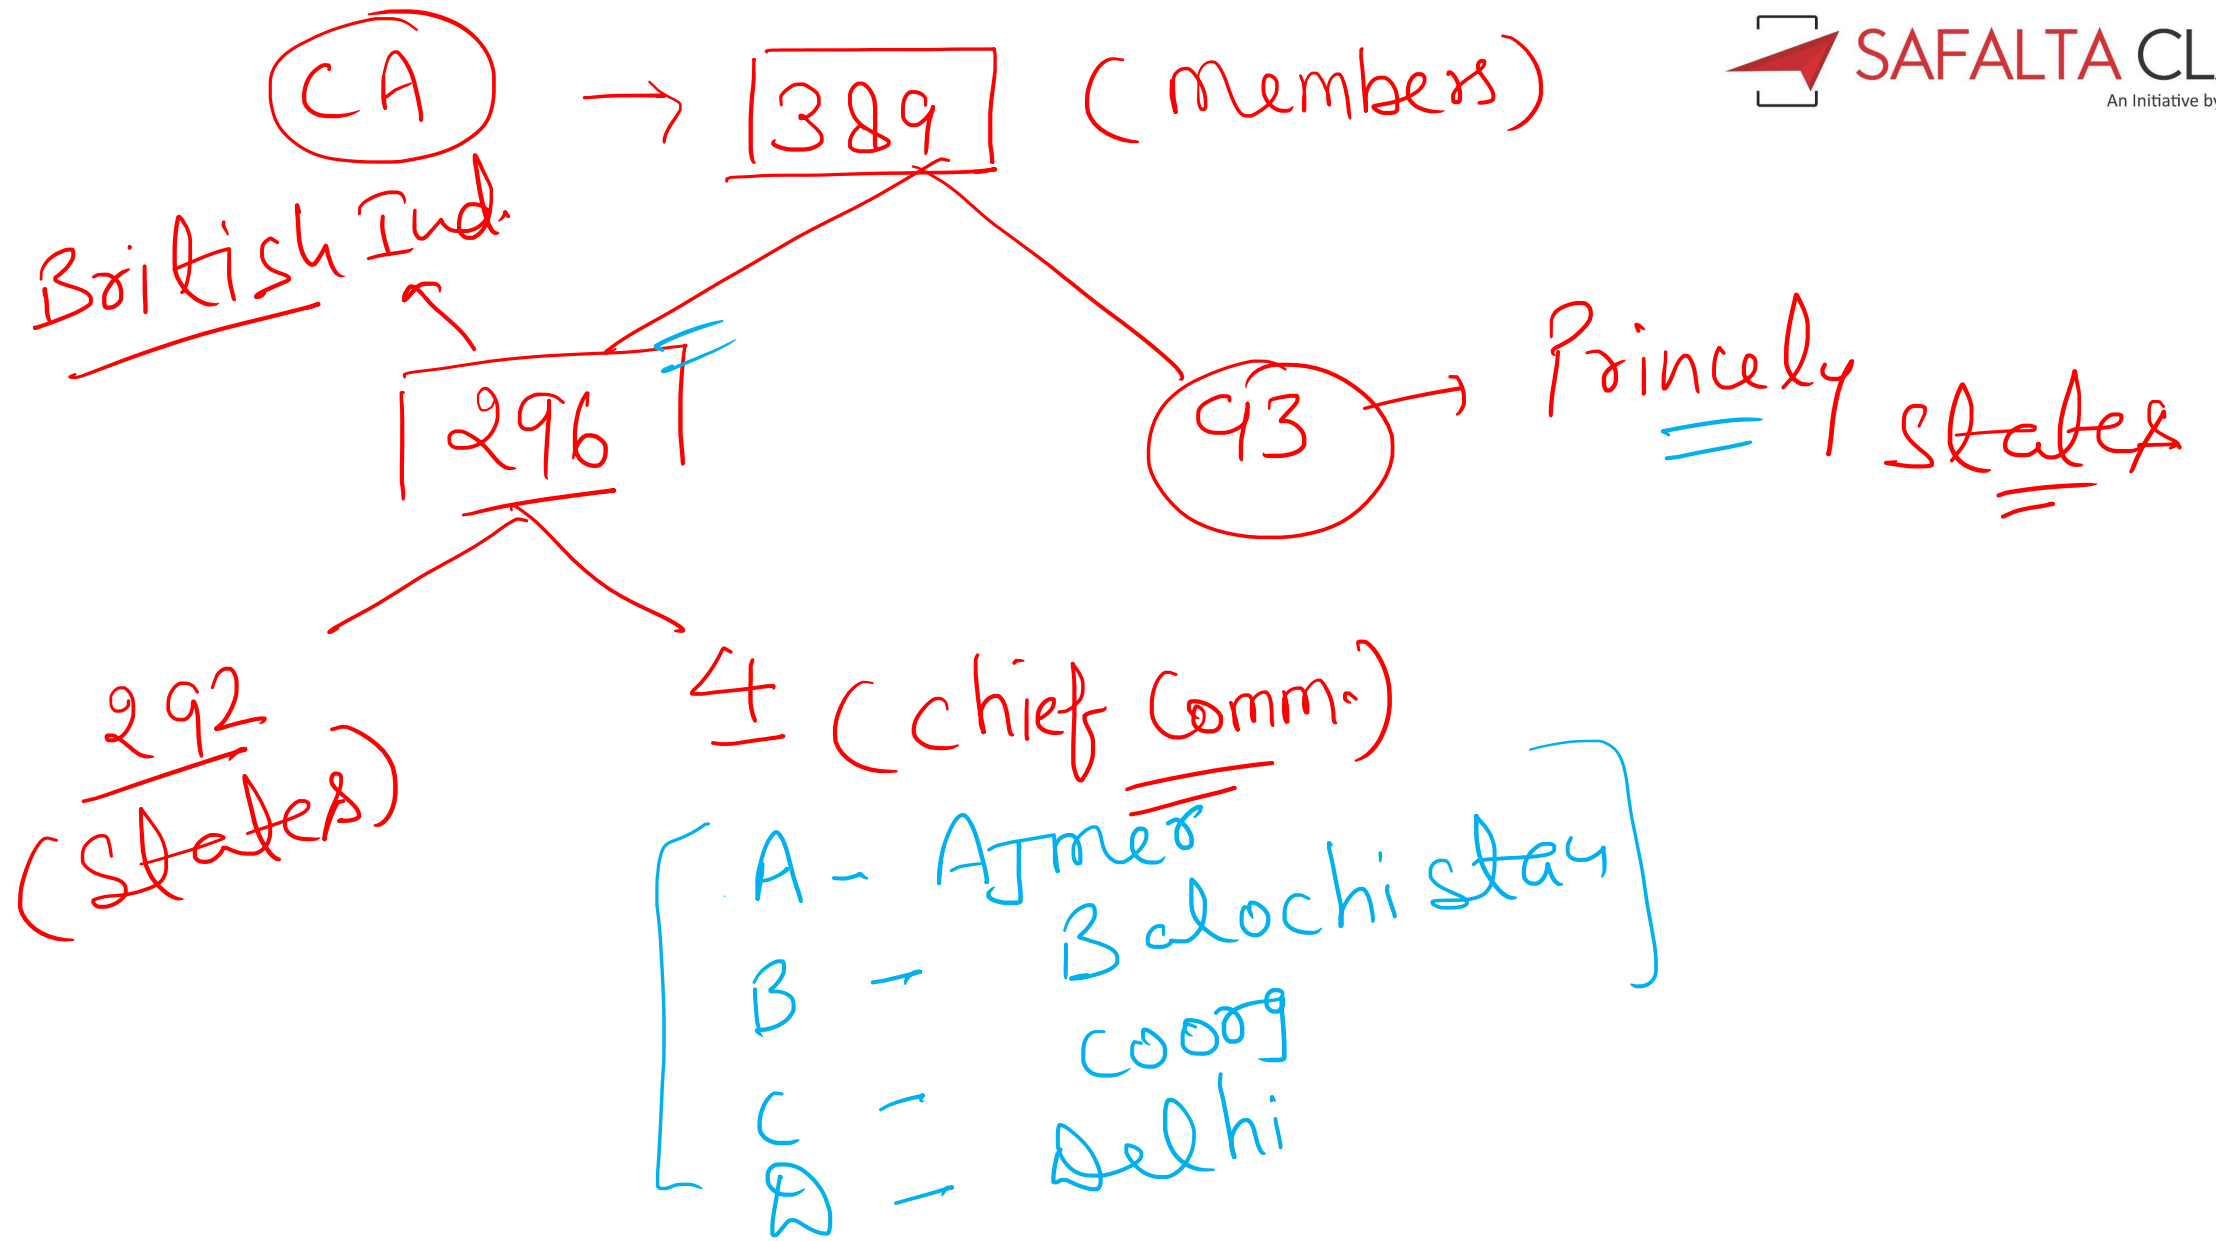 SAFALTA CL
An Initiative by
CA → 389 (Members)
British Ind.
296
93 → Princely States
292
(States)
4 (Chief Comm.)
A - Ajmer
B - Balochistan
C - Coorg
D - Delhi